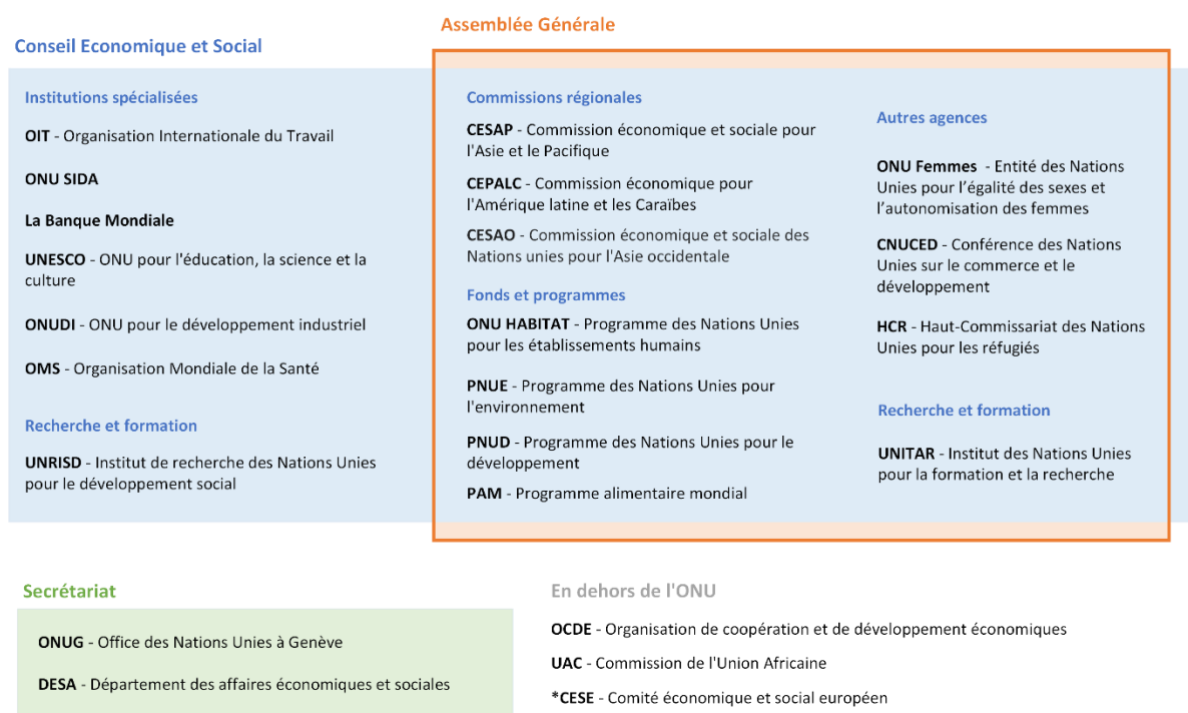 Assemblée Générale
Conseil Economique et Social
Institutions spécialisées
OIT - Organisation Internationale du Travail
ONU SIDA
La Banque Mondiale
UNESCO - ONU pour l'éducation, la science et la
culture
ONUDI - ONU pour le développement industriel
OMS - Organisation Mondiale de la Santé
Recherche et formation
UNRISD - Institut de recherche des Nations Unies
pour le développement social
Commissions régionales
CESAP - Commission économique et sociale pour
l'Asie et le Pacifique
CEPALC - Commission économique pour
l'Amérique latine et les Caraïbes
CESAO - Commission économique et sociale des
Nations unies pour l'Asie occidentale
Fonds et programmes
ONU HABITAT - Programme des Nations Unies
pour les établissements humains
PNUE - Programme des Nations Unies pour
l'environnement
PNUD - Programme des Nations Unies pour le
développement
PAM - Programme alimentaire mondial
Autres agences
ONU Femmes - Entité des Nations
Unies pour l’égalité des sexes et
l’autonomisation des femmes
CNUCED - Conférence des Nations
Unies sur le commerce et le
développement
HCR - Haut-Commissariat des Nations
Unies pour les réfugiés
Recherche et formation
UNITAR - Institut des Nations Unies
pour la formation et la recherche
Secrétariat
ONUG - Office des Nations Unies à Genève
DESA - Département des affaires économiques et sociales
En dehors de l'ONU
OCDE - Organisation de coopération et de développement économiques
UAC - Commission de l'Union Africaine
*CESE - Comité économique et social européen